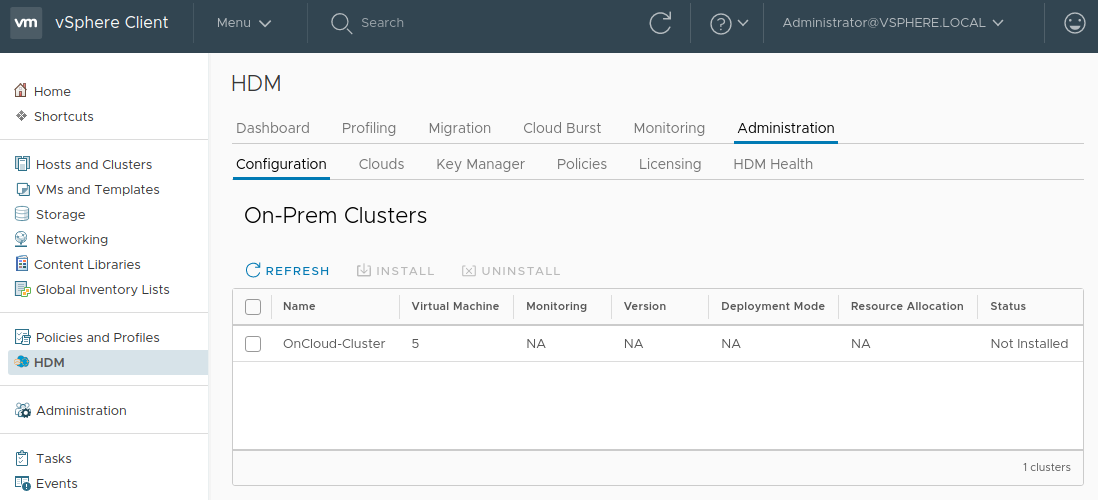 vm vSphere Client Menu Search Administrator@VSPHERE.LOCAL
Home
Shortcuts
Hosts and Clusters
VMs and Templates
Storage
Networking
Content Libraries
Global Inventory Lists
Policies and Profiles
HDM
Administration
Tasks
Events
HDM
Dashboard Profiling Migration Cloud Burst Monitoring Administration
Configuration Clouds Key Manager Policies Licensing HDM Health
On-Prem Clusters
REFRESH INSTALL UNINSTALL
Name Virtual Machine Monitoring Version Deployment Mode Resource Allocation Status
OnCloud-Cluster 5 NA NA NA NA Not Installed
1 clusters